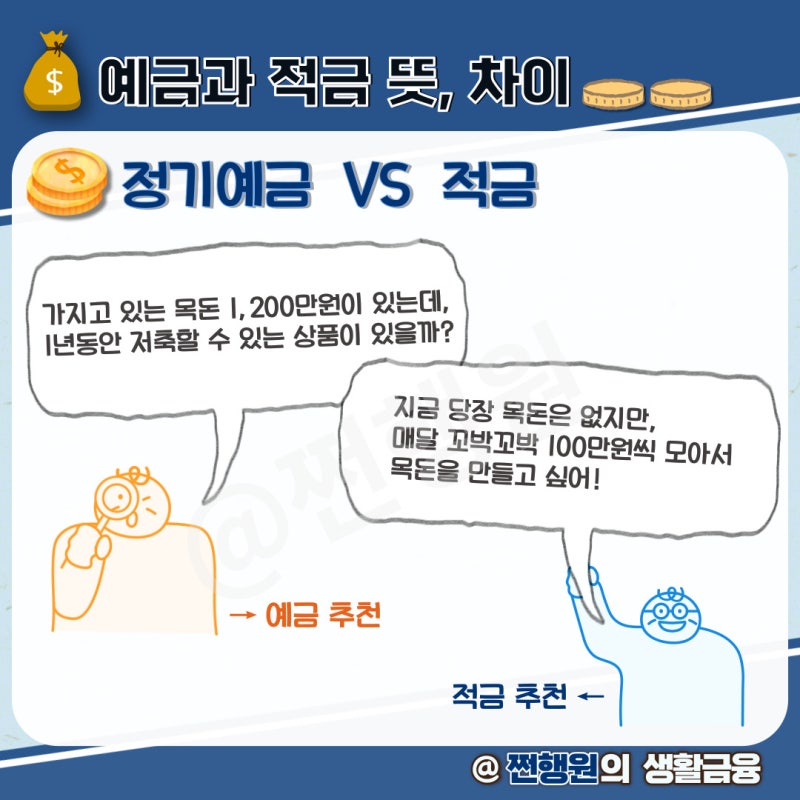 예금과 적금 뜻, 차이
정기예금 VS 적금
가지고 있는 목돈 1,200만원이 있는데,
1년동안 저축할 수 있는 상품이 있을까?
지금 당장 목돈은 없지만,
매달 꼬박꼬박 100만원씩 모아서
목돈을 만들고 싶어!
→ 예금 추천
적금 추천 ←
@쩐행원
@ 쩐행원의 생활금융